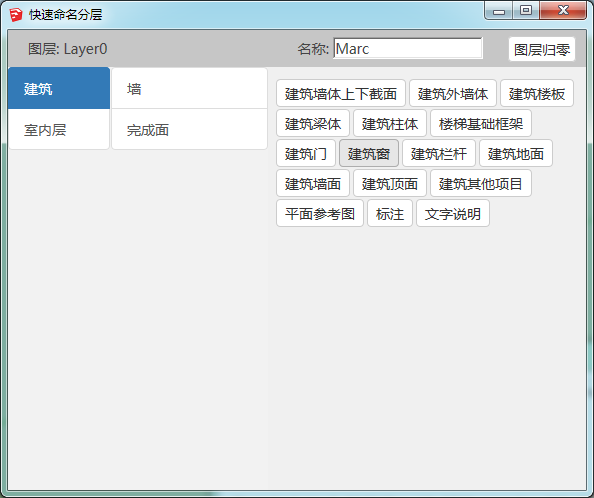 快速命名分层
图层: Layer0 名称: Marc 图层归零
建筑 墙
室内层 完成面
建筑墙体上下截面 建筑外墙体 建筑楼板
建筑梁体 建筑柱体 楼梯基础框架
建筑门 建筑窗 建筑栏杆 建筑地面
建筑墙面 建筑顶面 建筑其他项目
平面参考图 标注 文字说明